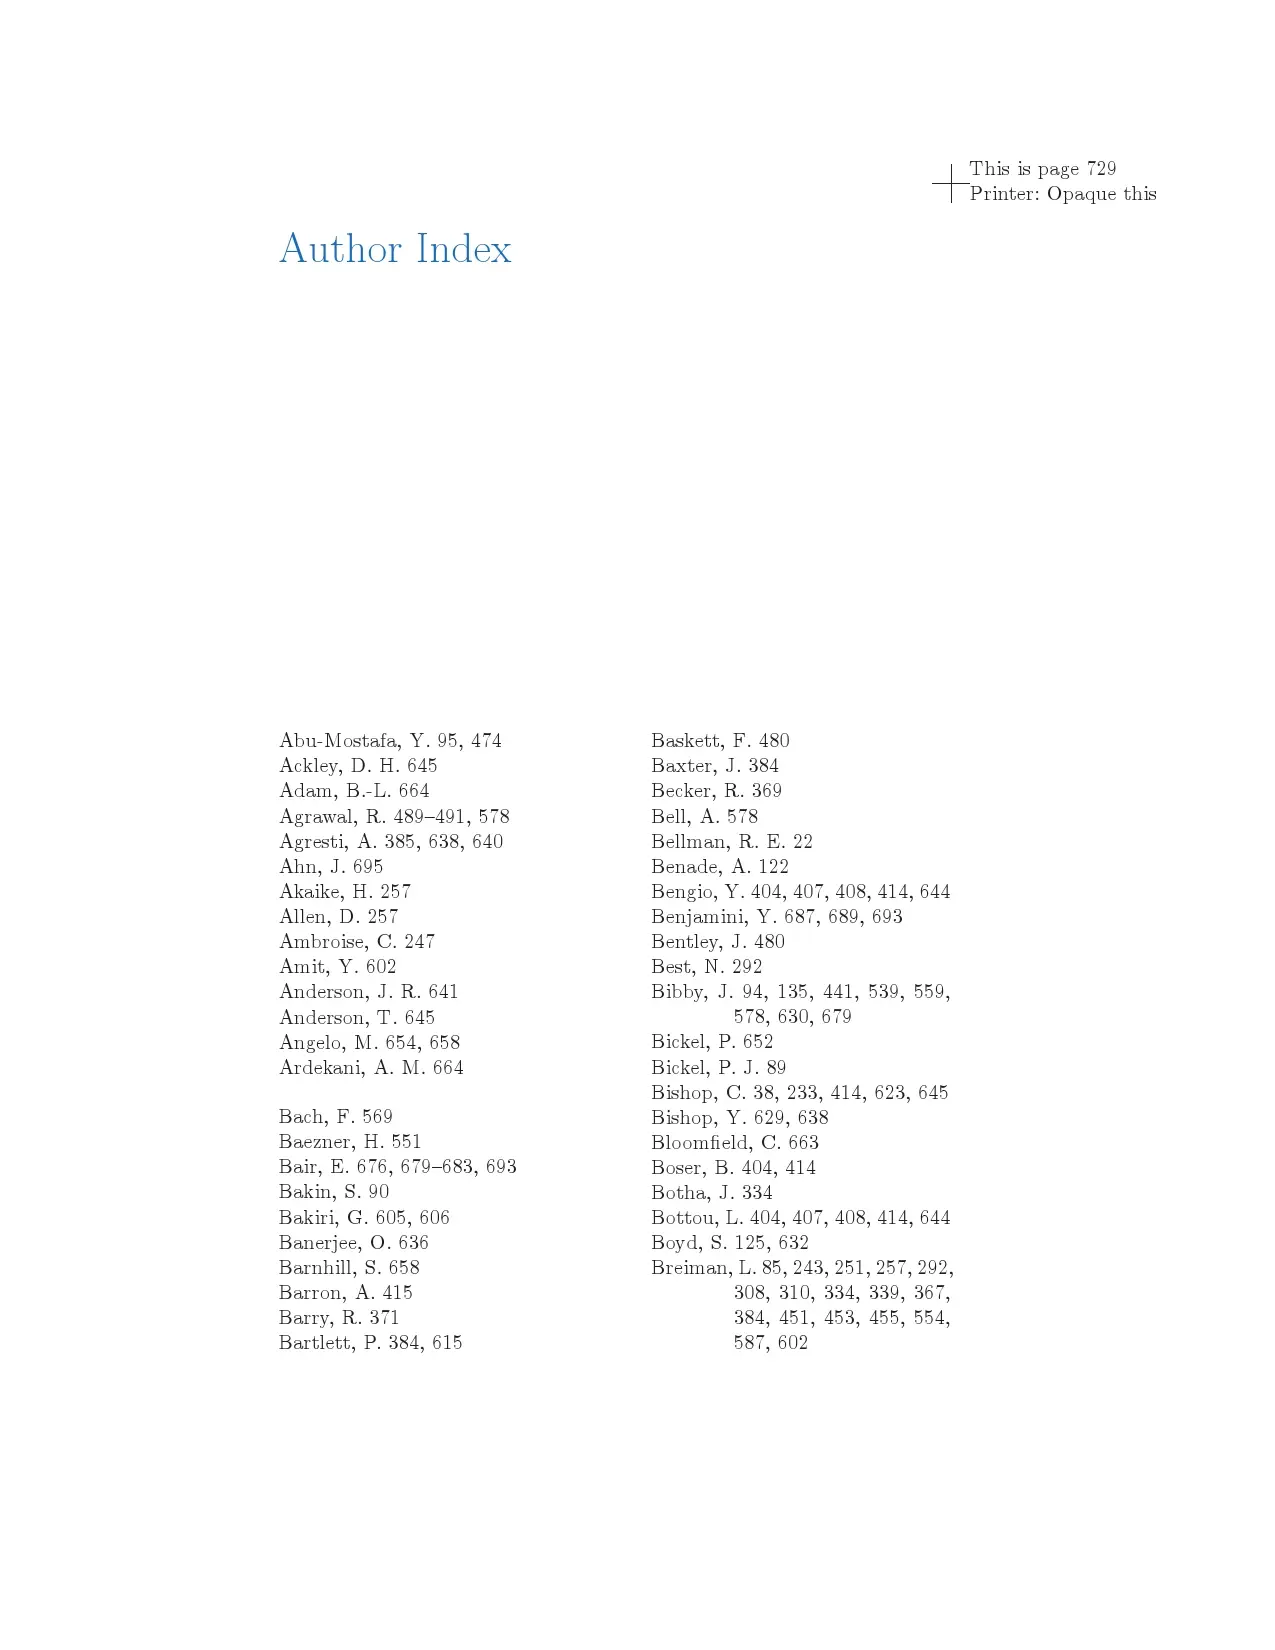 This is page 729
Printer: Opaque this
Author Index
Abu-Mostafa, Y. 95, 474
Ackley, D. H. 645
Adam, B.-L. 664
Agrawal, R. 489–491, 578
Agresti, A. 385, 638, 640
Ahn, J. 695
Akaike, H. 257
Allen, D. 257
Ambroise, C. 247
Amit, Y. 602
Anderson, J. R. 641
Anderson, T. 645
Angelo, M. 654, 658
Ardekani, A. M. 664
Bach, F. 569
Baezner, H. 551
Bair, E. 676, 679–683, 693
Bakin, S. 90
Bakiri, G. 605, 606
Banerjee, O. 636
Barnhill, S. 658
Barron, A. 415
Barry, R. 371
Bartlett, P. 384, 615
Baskett, F. 480
Baxter, J. 384
Becker, R. 369
Bell, A. 578
Bellman, R. E. 22
Benade, A. 122
Bengio, Y. 404, 407, 408, 414, 644
Benjamini, Y. 687, 689, 693
Bentley, J. 480
Best, N. 292
Bibby, J. 94, 135, 441, 539, 559,
578, 630, 679
Bickel, P. 652
Bickel, P. J. 89
Bishop, C. 38, 233, 414, 623, 645
Bishop, Y. 629, 638
Bloomfield, C. 663
Boser, B. 404, 414
Botha, J. 334
Bottou, L. 404, 407, 408, 414, 644
Boyd, S. 125, 632
Breiman, L. 85, 243, 251, 257, 292,
308, 310, 334, 339, 367,
384, 451, 453, 455, 554,
587, 602